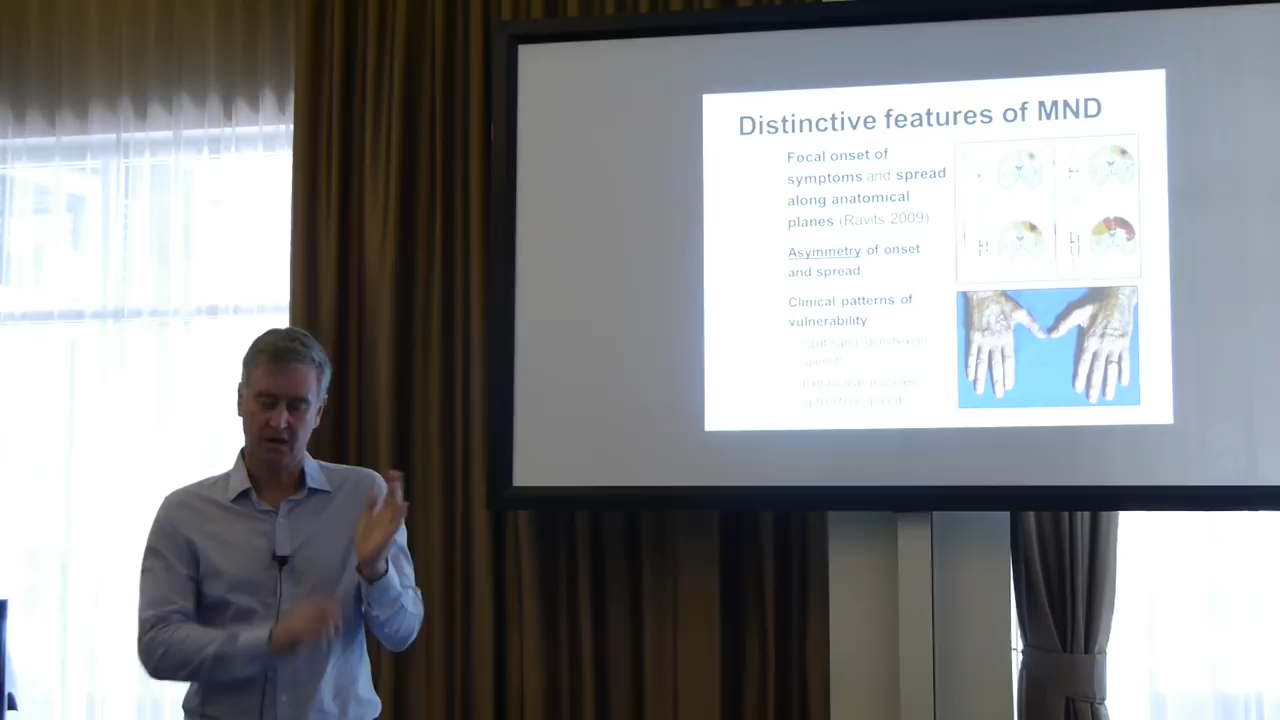 Distinctive features of MND
Focal onset of
symptoms and spread
along anatomical
planes (Ravits 2009)
Asymmetry of onset
and spread
Clinical patterns of
vulnerability